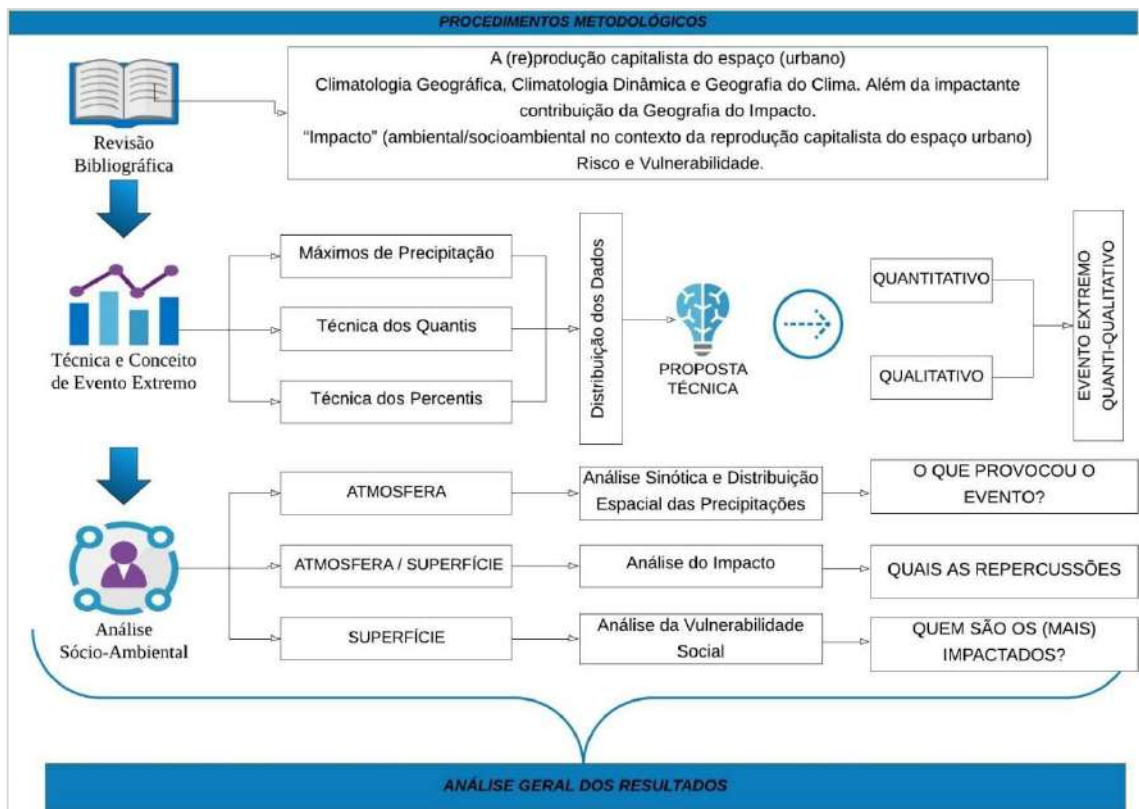 PROCEDIMENTOS METODOLÓGICOS
A (re)produção capitalista do espaço (urbano)
Climatologia Geográfica, Climatologia Dinâmica e Geografia do Clima. Além da impactante
contribuição da Geografia do Impacto.
"Impacto" (ambiental/socioambiental no contexto da reprodução capitalista do espaço urbano)
Risco e Vulnerabilidade.
Revisão
Bibliográfica
Máximos de Precipitação
Técnica dos Quantis
Técnica dos Percentis
Técnica e Conceito
de Evento Extremo
Distribuição dos Dados
PROPOSTA
TÉCNICA
QUANTITATIVO
QUALITATIVO
EVENTO EXTREMO
QUANTI-QUALITATIVO
ATMOSFERA
Análise Sinótica e Distribuição
Espacial das Precipitações
O QUE PROVOCOU O
EVENTO?
ATMOSFERA / SUPERFÍCIE
Análise do Impacto
QUAIS AS REPERCUSSÕES
Análise
Sócio-Ambiental
SUPERFÍCIE
Análise da Vulnerabilidade
Social
QUEM SÃO OS (MAIS)
IMPACTADOS?
ANÁLISE GERAL DOS RESULTADOS